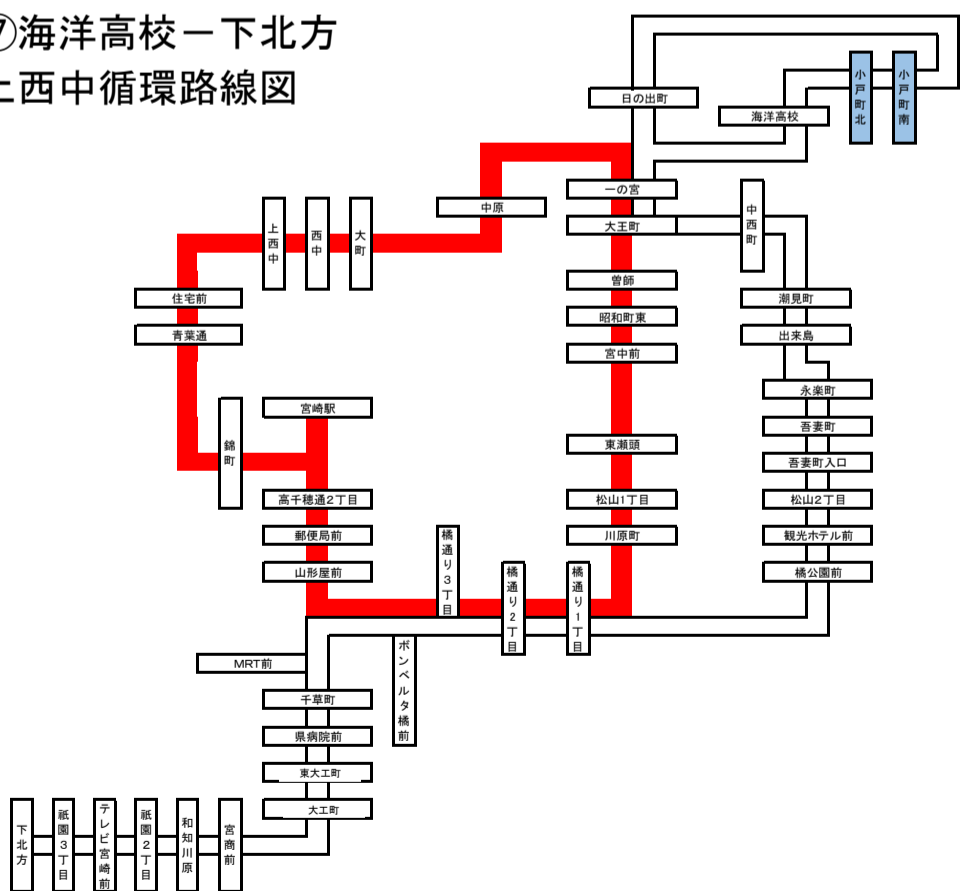 ⑦海洋高校－下北方
上西中循環路線図
小戸町北
小戸町南
日の出町
海洋高校
一の宮
中原
大王町
中西町
上西中
西中
大町
曽師
住宅前
潮見町
昭和町東
青葉通
出来島
宮中前
永楽町
宮崎駅
吾妻町
錦町
東瀬頭
吾妻町入口
高千穂通2丁目
松山1丁目
松山2丁目
郵便局前
橘通り3丁目
川原町
観光ホテル前
山形屋前
橘通り2丁目
橘通り1丁目
橘公園前
MRT前
ボンベルタ橘前
千草町
県病院前
東大工町
大工町
下北方
祇園3丁目
テレビ宮崎前
祇園2丁目
和知川原
宮商前